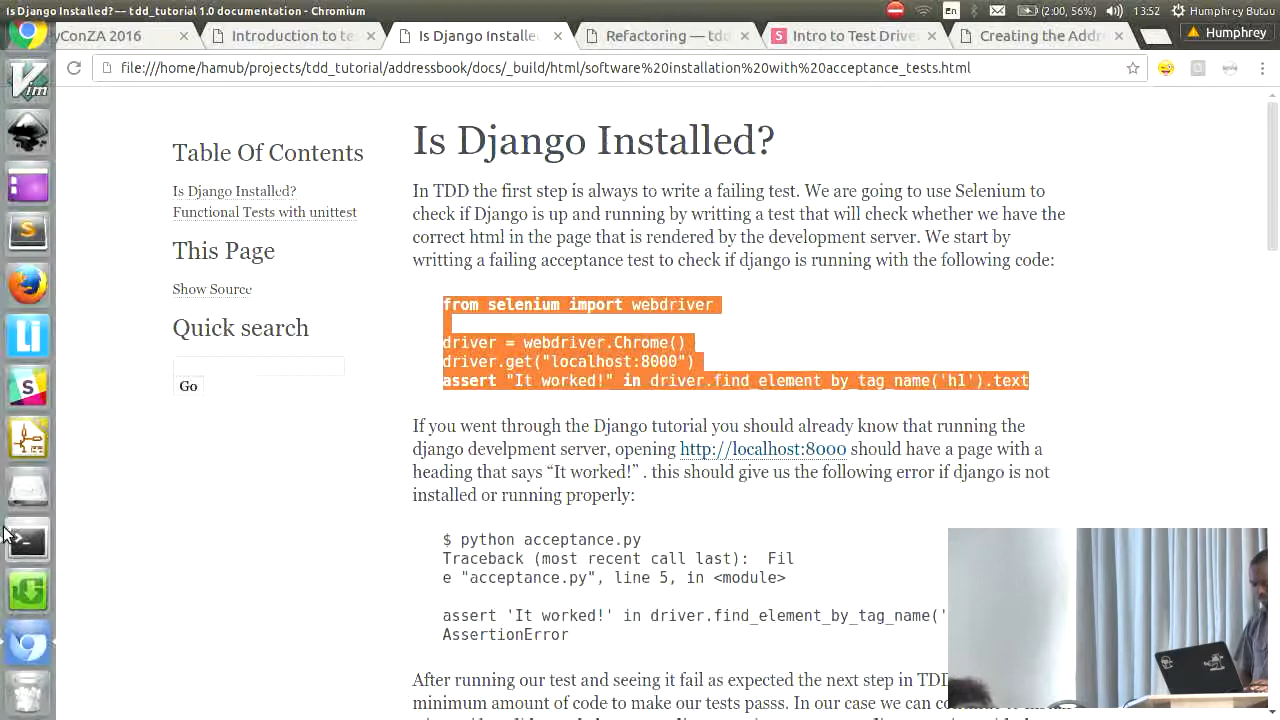 Is Django Installed? — tdd_tutorial 1.0 documentation - Chromium
En
(2:00, 56%)
13:52
Humphrey Butau
yConZA 2016
Introduction to te
Is Django Installe
Refactoring — tdd
Intro to Test Drive
Creating the Add
Humphrey
file:///home/hamub/projects/tdd_tutorial/addressbook/docs/_build/html/software%20installation%20with%20acceptance_tests.html
Table Of Contents
Is Django Installed?
Functional Tests with unittest
This Page
Show Source
Quick search
Go
Is Django Installed?
In TDD the first step is always to write a failing test. We are going to use Selenium to
check if Django is up and running by writting a test that will check whether we have the
correct html in the page that is rendered by the development server. We start by
writting a failing acceptance test to check if django is running with the following code:
from selenium import webdriver
driver = webdriver.Chrome()
driver.get("localhost:8000")
assert "It worked!" in driver.find_element_by_tag_name('h1').text
If you went through the Django tutorial you should already know that running the
django develpment server, opening http://localhost:8000 should have a page with a
heading that says “It worked!” . this should give us the following error if django is not
installed or running properly:
$ python acceptance.py
Traceback (most recent call last):  Fil
e "acceptance.py", line 5, in <module>
assert 'It worked!' in driver.find_element_by_tag_name('
AssertionError
After running our test and seeing it fail as expected the next step in TDD
minimum amount of code to make our tests passs. In our case we can co